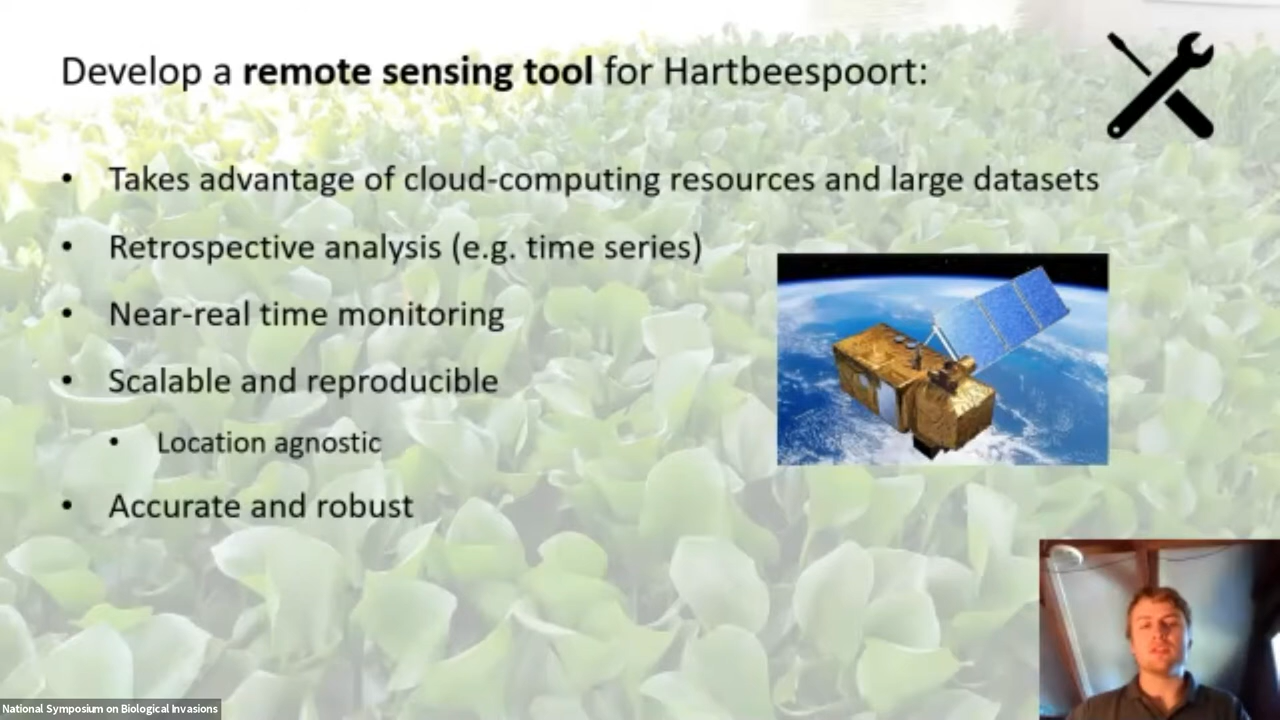 Develop a remote sensing tool for Hartbeespoort:
• Takes advantage of cloud-computing resources and large datasets
• Retrospective analysis (e.g. time series)
• Near-real time monitoring
• Scalable and reproducible
• Location agnostic
• Accurate and robust
National Symposium on Biological Invasions